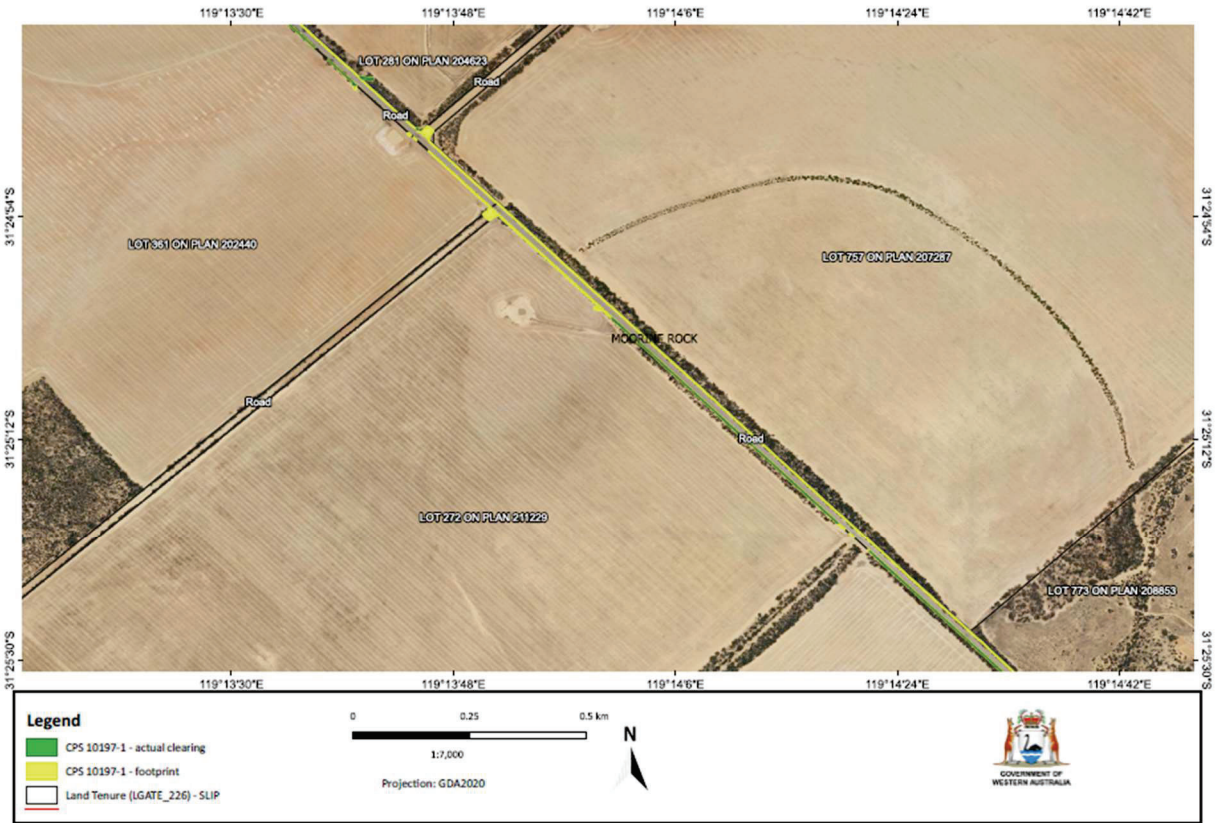 119°13'30"E 119°13'48"E 119°14'6"E 119°14'24"E 119°14'42"E
LOT 281 ON PLAN 204623
Road
Road
31°24'54"S
31°24'54"S
LOT 361 ON PLAN 202440
LOT 757 ON PLAN 207287
MOORINE ROCK
Road
31°25'12"S
Road
31°25'12"S
LOT 272 ON PLAN 211229
LOT 773 ON PLAN 208853
31°25'30"S
31°25'30"S
119°13'30"E 119°13'48"E 119°14'6"E 119°14'24"E 119°14'42"E
Legend
CPS 10197-1 - actual clearing
CPS 10197-1 - footprint
Land Tenure (LGATE_226) - SLIP
0 0.25 0.5 km
1:7,000
Projection: GDA2020
N
GOVERNMENT OF
WESTERN AUSTRALIA